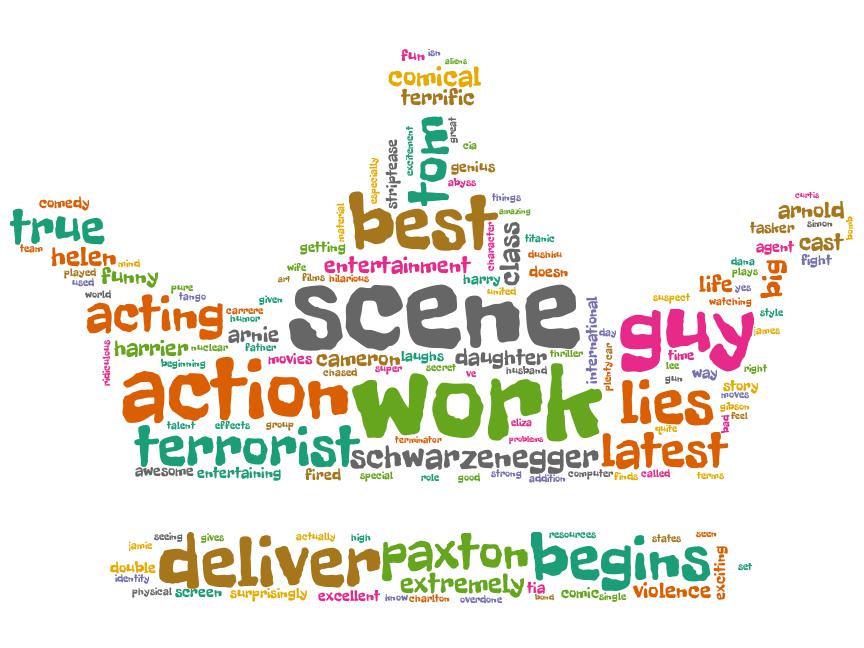 fun isn aliens
comical
terrific
excitement tom great
striptease cia
especially genius
abyss
material best things
amazing
comedy
true
team helen mind
played funny
used pure
world tango
getting character class titanic
wife entertainment dushku
art films hilarious harry doesn
united
curtis
arnold
tasker simon bomb
agent cast
fight
dana big
plays
life yes
suspect watching
given
acting carrere scene international guy style
humor
arnie day james
ridiculous harrier nuclear father
beginning movies cameron laughs daughter thriller plenty car time right
chased super secret ve husband lee way
gun story
action work lies moves
gibson
bad feel
talent effects group eliza quite
terrorist terminator problems latest
schwarzenegger
awesome entertaining fired special role good strong addition computer finds called terms
seeing gives actually high resources states seen
jamie
double deliver paxton begins exciting set
identity extremely tia
physical screen surprisingly excellent know charlton overdone bond comic single violence